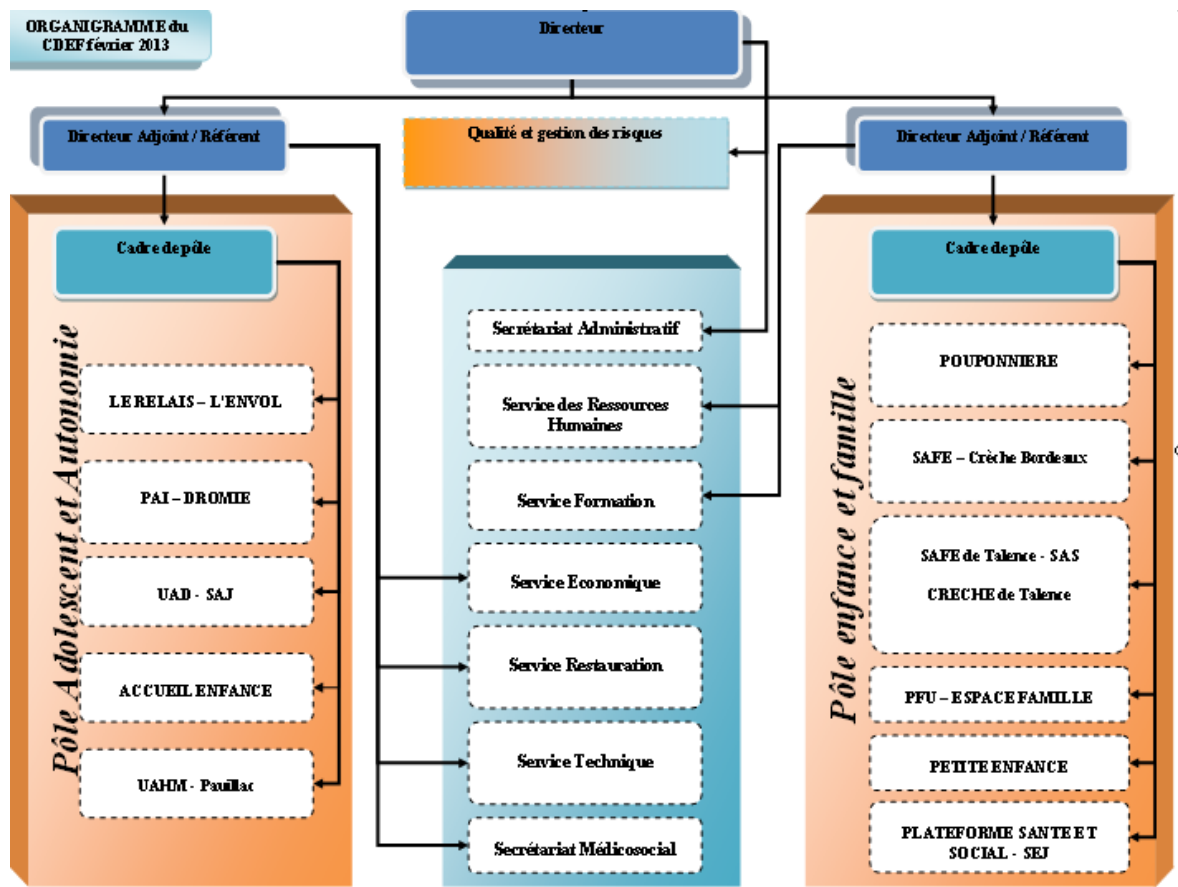 ORGANIGRAMME du
CDEF février 2013
Directeur
Directeur Adjoint / Référent
Qualité et gestion des risques
Directeur Adjoint / Référent
Pôle Adolescent et Autonomie
Cadre de pôle
LE RELAIS – L'ENVOL
PAI – DROMIE
UAD - SAJ
ACCUEIL ENFANCE
UAHM - Pauillac
Secrétariat Administratif
Service des Ressources
Humaines
Service Formation
Service Economique
Service Restauration
Service Technique
Secrétariat Médicosocial
Pôle enfance et famille
Cadre de pôle
POUPONNIERE
SAFE – Crèche Bordeaux
SAFE de Talence - SAS
CRECHE de Talence
PFU – ESPACE FAMILLE
PETITE ENFANCE
PLATEFORME SANTE ET
SOCIAL - SEJ